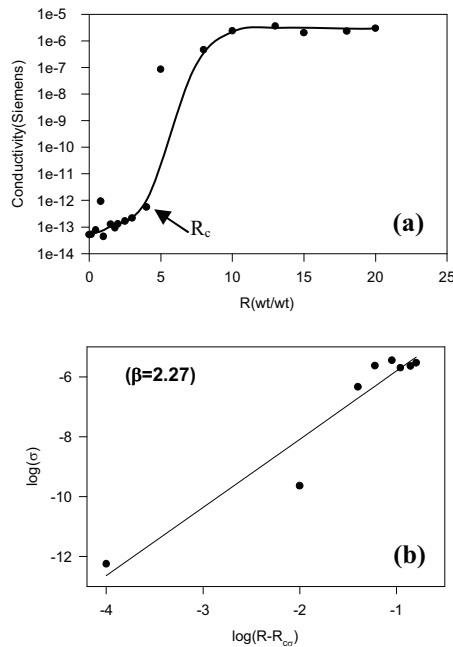 1e-5
1e-6
1e-7
1e-8
1e-9
1e-10
1e-11
1e-12
1e-13
1e-14
Conductivity(Siemens)
Rc
(a)
0 5 10 15 20 25
R(wt/wt)
(β=2.27)
-6
-8
-10
-12
log(σ)
(b)
-4 -3 -2 -1
log(R-Rcσ)